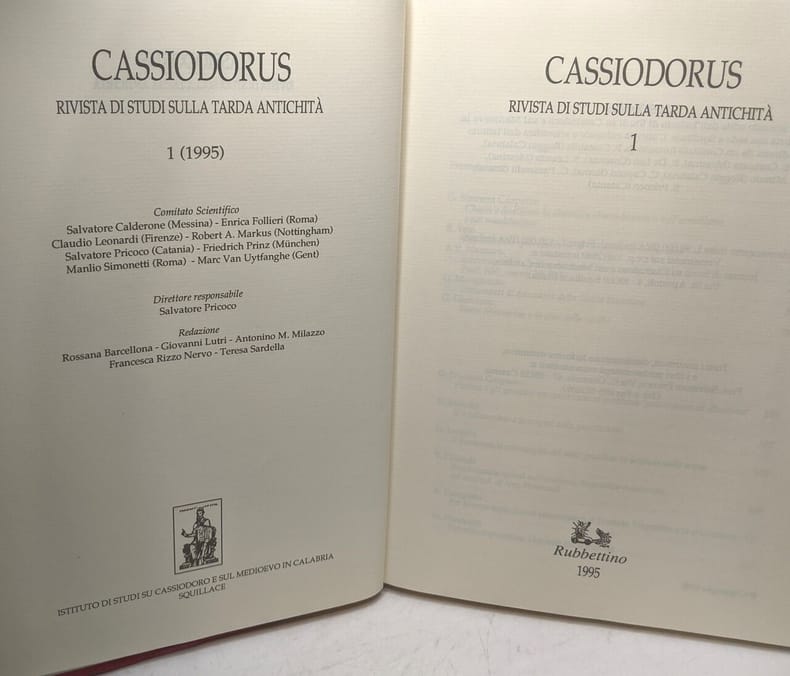 CASSIODORUS
RIVISTA DI STUDI SULLA TARDA ANTICHITÀ
1 (1995)
Comitato Scientifico
Salvatore Calderone (Messina) - Enrica Follieri (Roma)
Claudio Leonardi (Firenze) - Robert A. Markus (Nottingham)
Salvatore Pricoco (Catania) - Friedrich Prinz (München)
Manlio Simonetti (Roma) - Marc Van Uytfanghe (Gent)
Direttore responsabile
Salvatore Pricoco
Redazione
Rossana Barcellona - Giovanni Lutri - Antonino M. Milazzo
Francesca Rizzo Nervo - Teresa Sardella
ISTITUTO DI STUDI SU CASSIODORO E SUL MEDIOEVO IN CALABRIA
SQUILLACE
CASSIODORUS
RIVISTA DI STUDI SULLA TARDA ANTICHITÀ
1
Rubbettino
1995